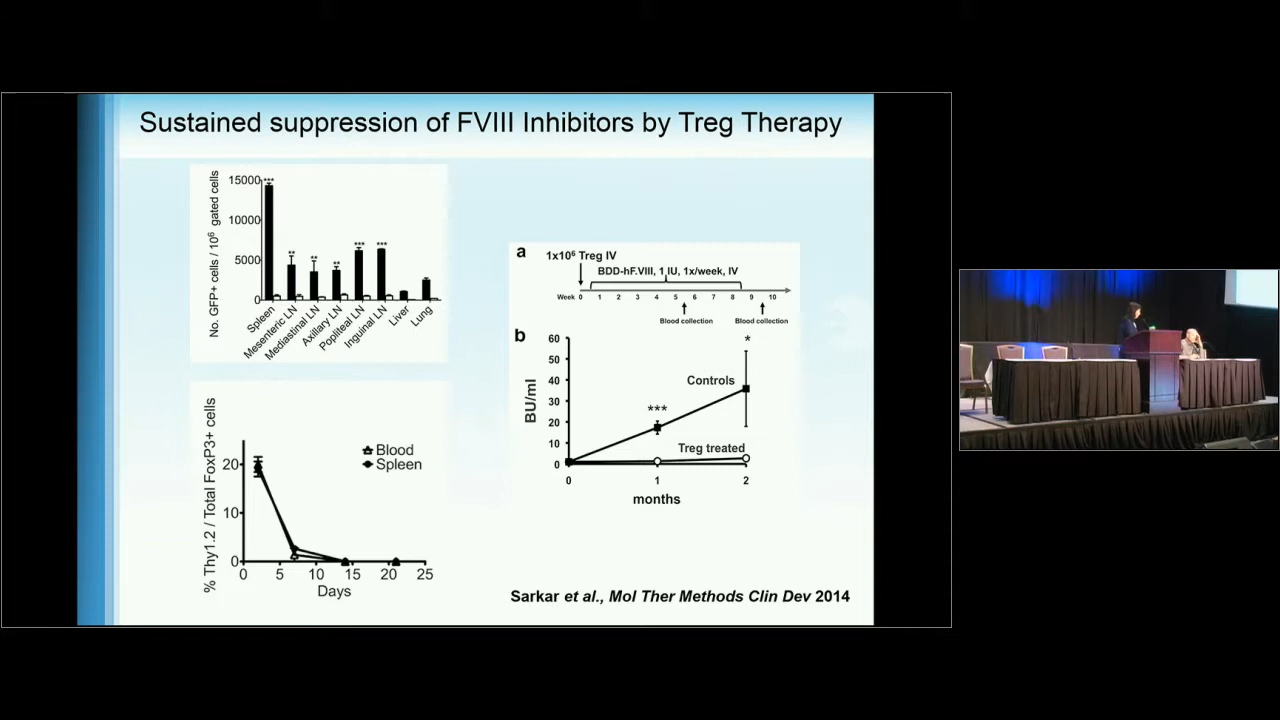 Sustained suppression of FVIII Inhibitors by Treg Therapy
No. GFP+ cells / 10⁶ gated cells
15000
10000
5000
0
***
**
**
**
***
***
Spleen
Mesenteric LN
Mediastinal LN
Axillary LN
Popliteal LN
Inguinal LN
Liver
Lung
% Thy1.2 / Total FoxP3+ cells
20
10
0
Blood
Spleen
0 5 10 15 20 25
Days
a
1x10⁶ Treg IV
BDD-hF.VIII, 1 IU, 1x/week, IV
Week 0 1 2 3 4 5 6 7 8 9 10
Blood collection Blood collection
b
BU/ml
60
50
40
30
20
10
0
*
Controls
***
Treg treated
0 1 2
months
Sarkar et al., Mol Ther Methods Clin Dev 2014